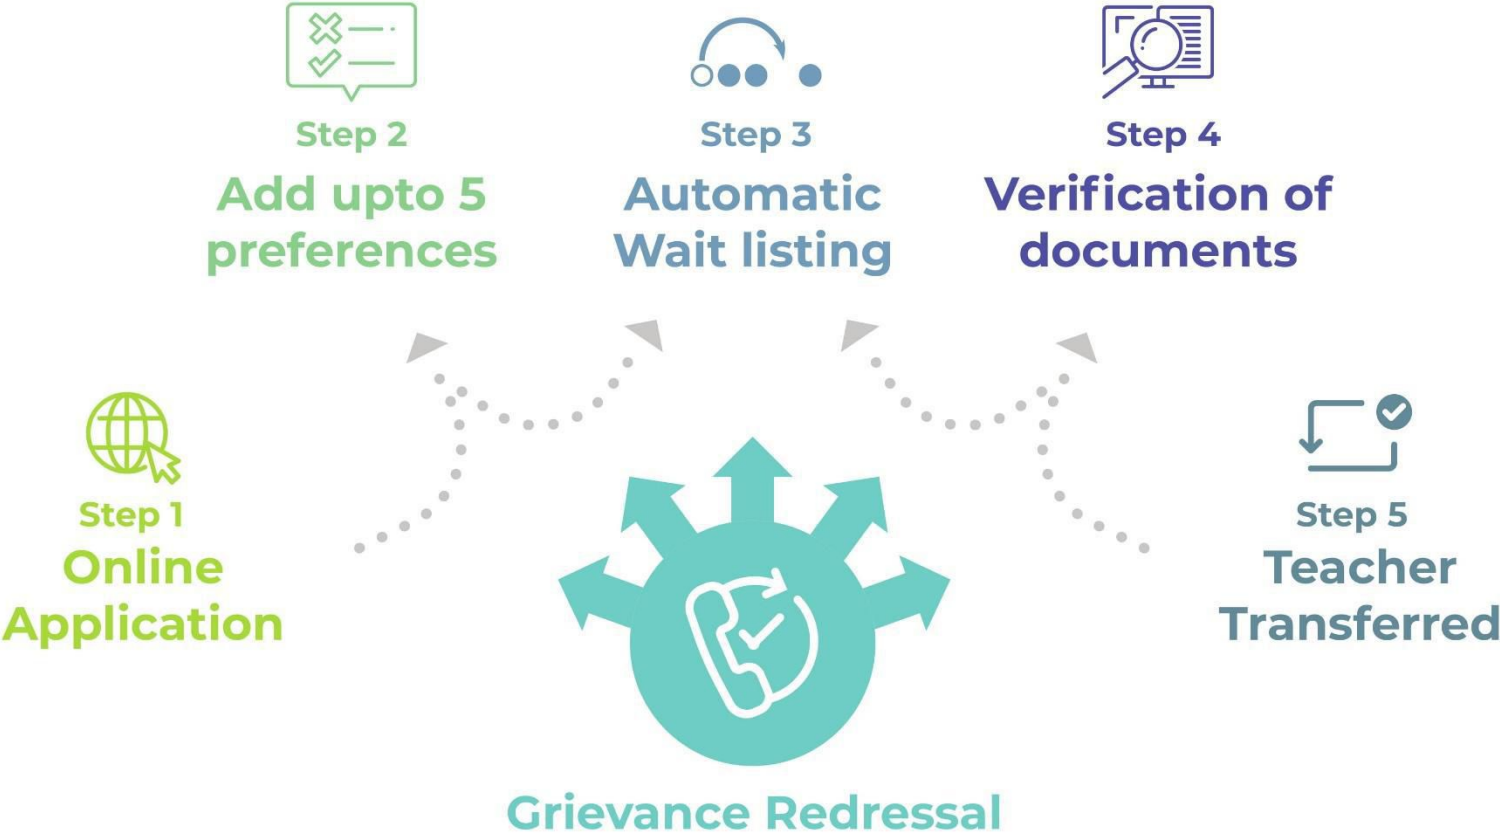 Step 1
Online
Application
Step 2
Add upto 5
preferences
Step 3
Automatic
Wait listing
Step 4
Verification of
documents
Step 5
Teacher
Transferred
Grievance Redressal